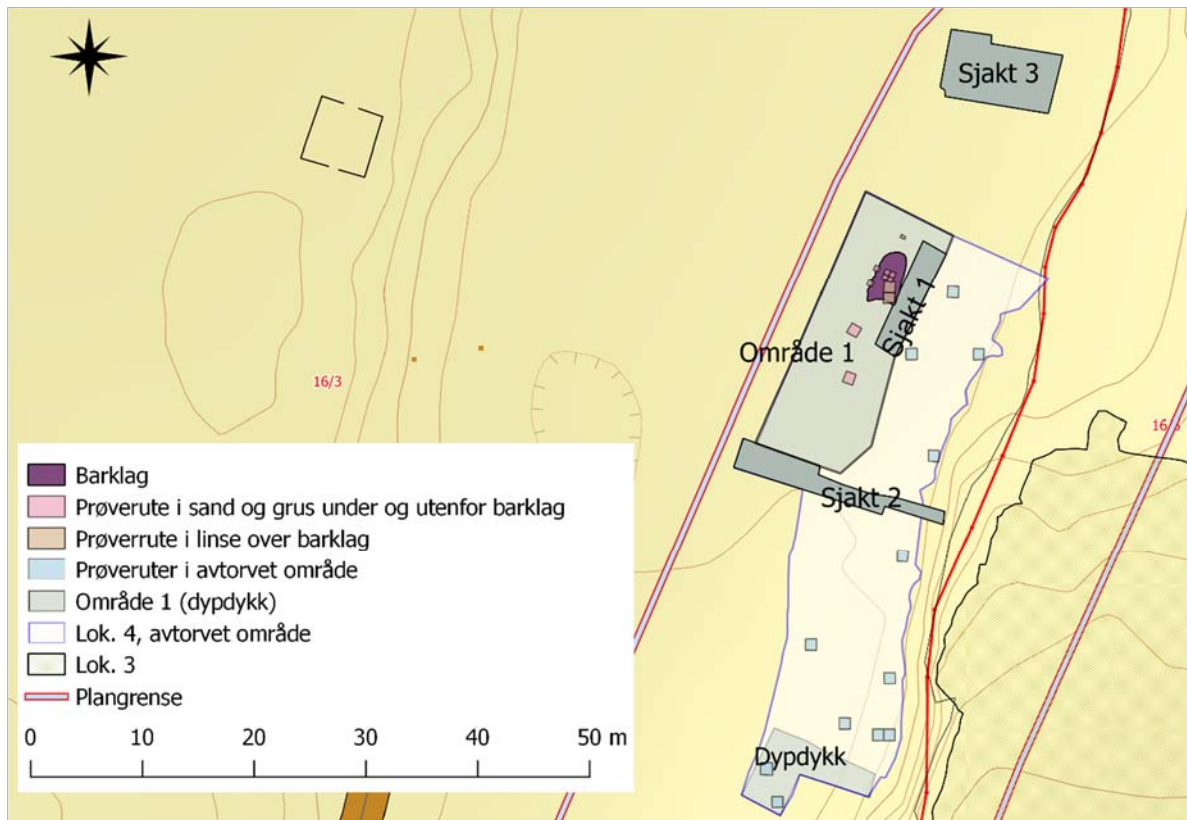 Sjakt 3
Sjakt 1
Område 1
16/3
Sjakt 2
Dypdykk
Barklag
Prøverute i sand og grus under og utenfor barklag
Prøverrute i linse over barklag
Prøveruter i avtorvet område
Område 1 (dypdykk)
Lok. 4, avtorvet område
Lok. 3
Plangrense
0 10 20 30 40 50 m